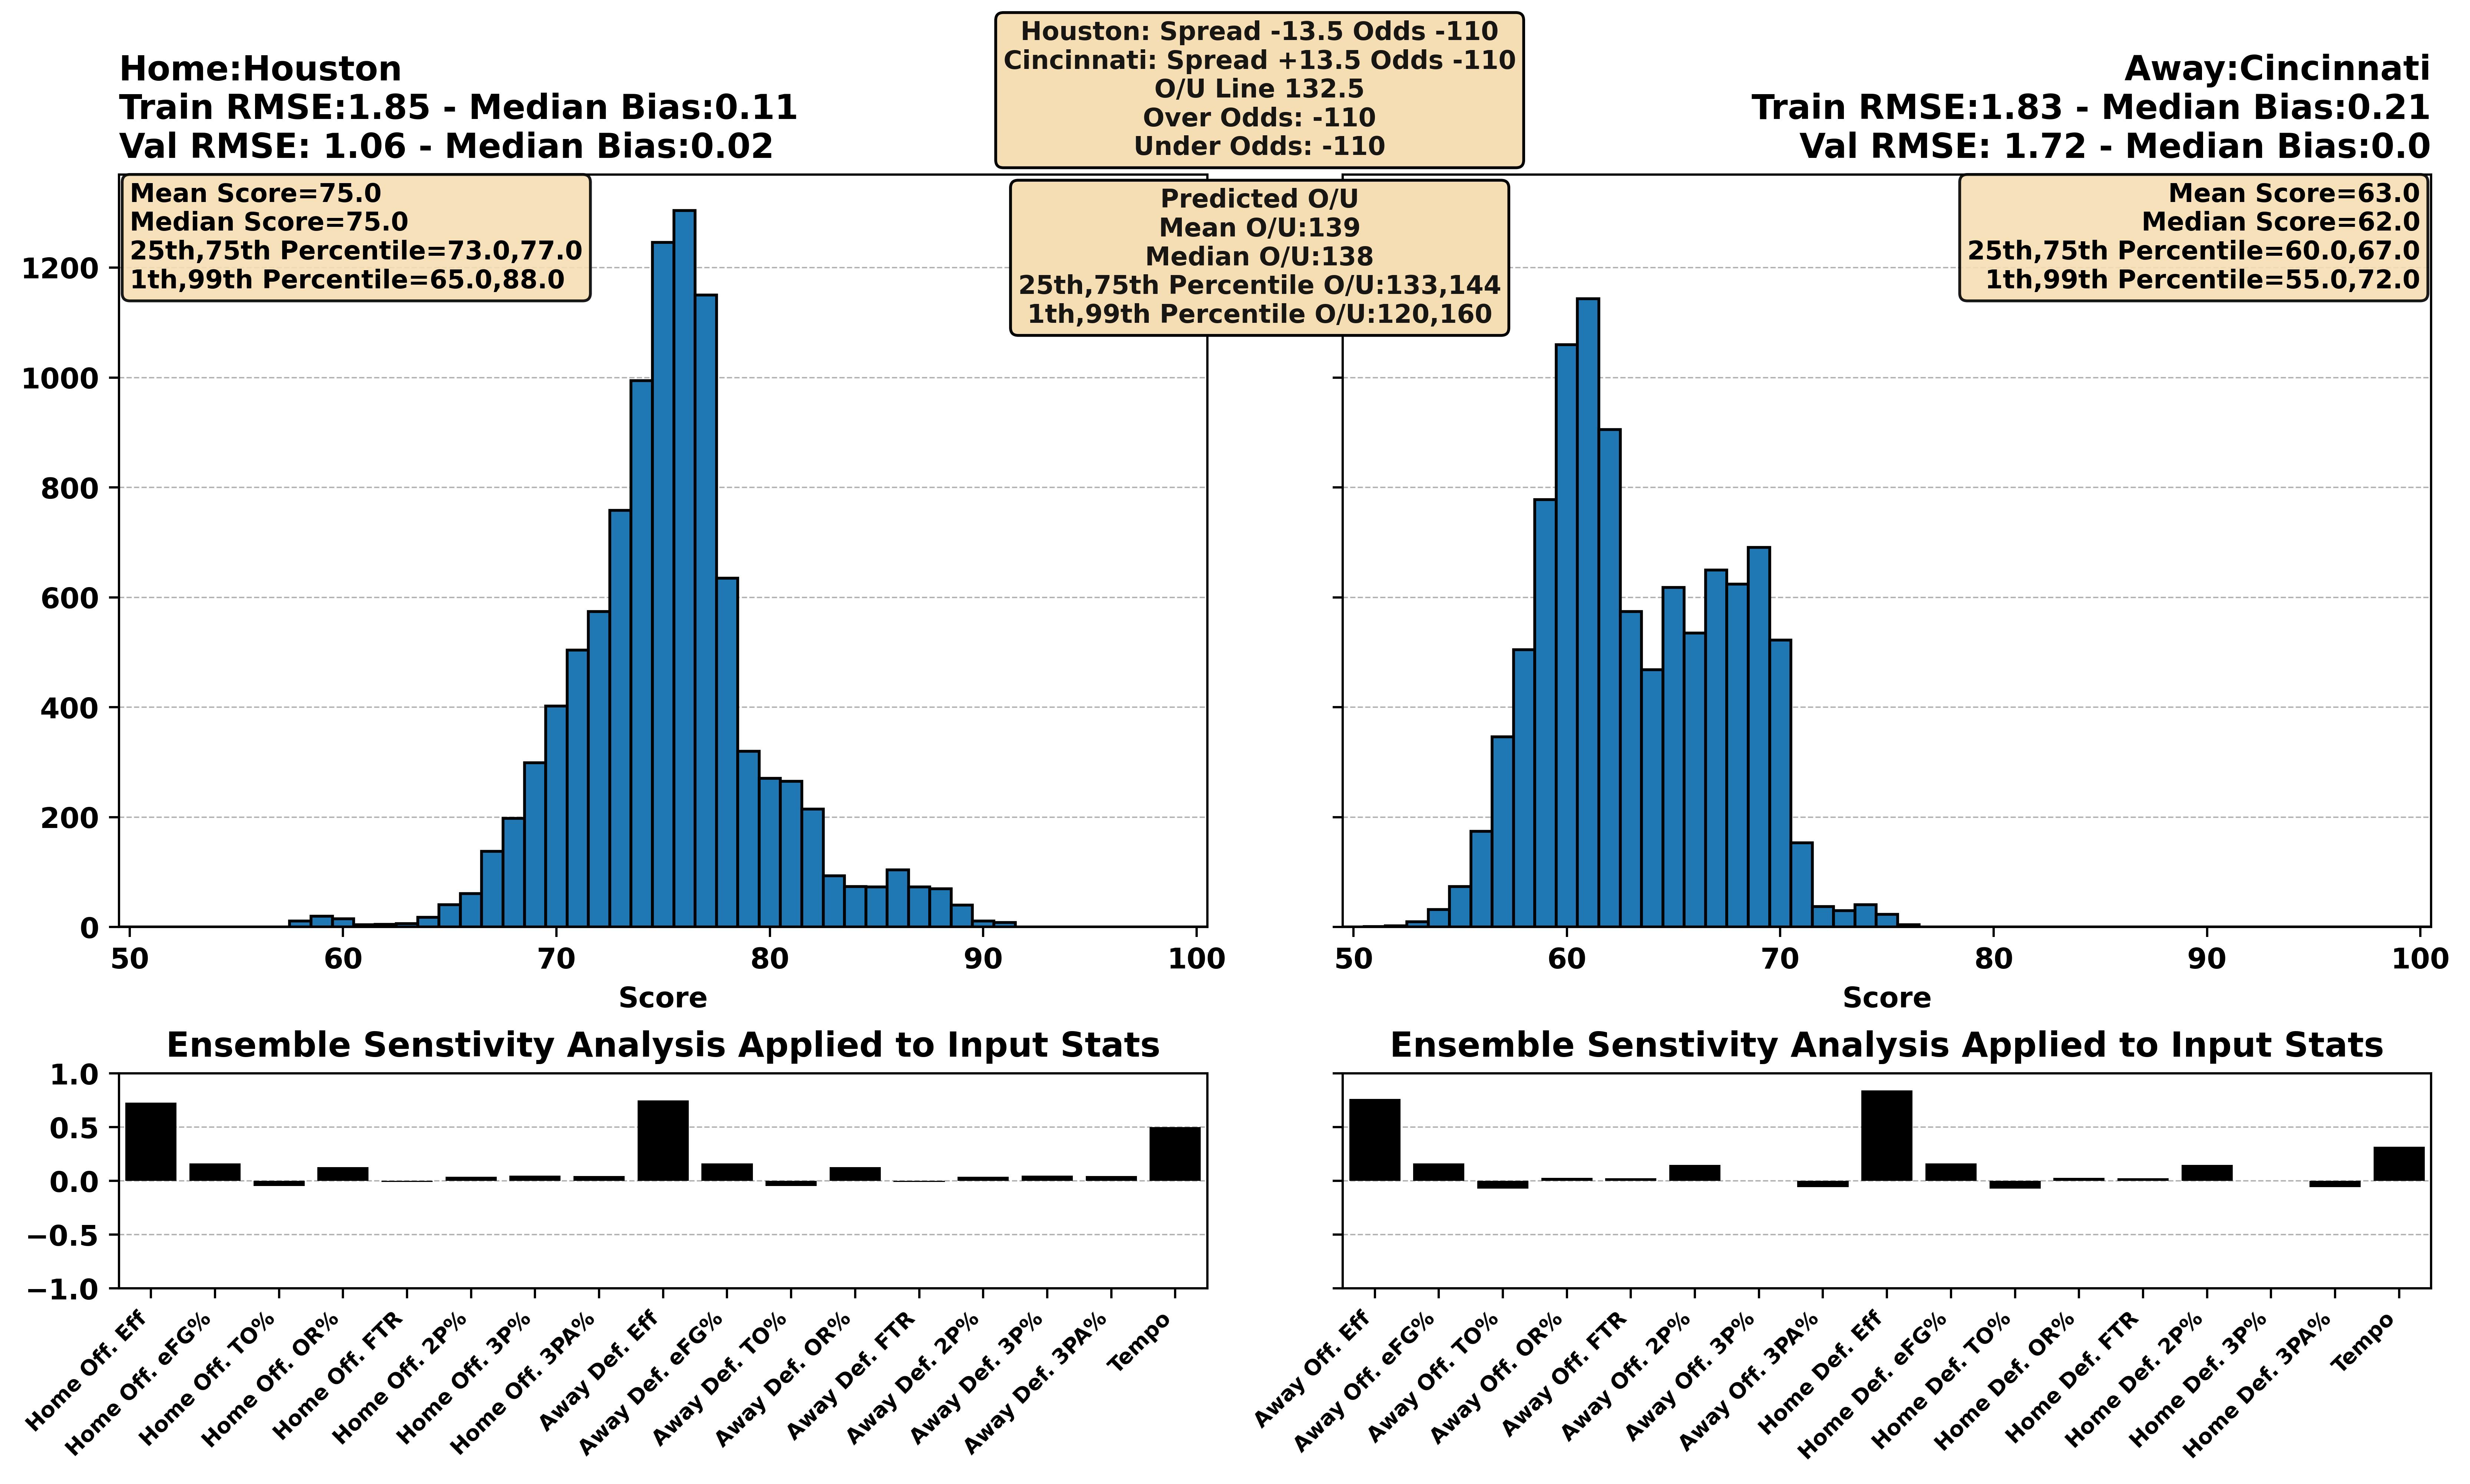 Houston: Spread -13.5 Odds -110
Cincinnati: Spread +13.5 Odds -110
O/U Line 132.5
Over Odds: -110
Under Odds: -110
Home:Houston
Train RMSE:1.85 - Median Bias:0.11
Val RMSE: 1.06 - Median Bias:0.02
Away:Cincinnati
Train RMSE:1.83 - Median Bias:0.21
Val RMSE: 1.72 - Median Bias:0.0
Mean Score=75.0
Median Score=75.0
25th,75th Percentile=73.0,77.0
1th,99th Percentile=65.0,88.0
Predicted O/U
Mean O/U:139
Median O/U:138
25th,75th Percentile O/U:133,144
1th,99th Percentile O/U:120,160
Mean Score=63.0
Median Score=62.0
25th,75th Percentile=60.0,67.0
1th,99th Percentile=55.0,72.0
1200
1000
800
600
400
200
0
50 60 70 80 90 100
Score
50 60 70 80 90 100
Score
Ensemble Senstivity Analysis Applied to Input Stats
1.0
0.5
0.0
−0.5
−1.0
Home Off. Eff
Home Off. eFG%
Home Off. TO%
Home Off. OR%
Home Off. FTR
Home Off. 2P%
Home Off. 3P%
Home Off. 3PA%
Away Def. Eff
Away Def. eFG%
Away Def. TO%
Away Def. OR%
Away Def. FTR
Away Def. 2P%
Away Def. 3P%
Away Def. 3PA%
Tempo
Ensemble Senstivity Analysis Applied to Input Stats
Away Off. Eff
Away Off. eFG%
Away Off. TO%
Away Off. OR%
Away Off. FTR
Away Off. 2P%
Away Off. 3P%
Away Off. 3PA%
Home Def. Eff
Home Def. eFG%
Home Def. TO%
Home Def. OR%
Home Def. FTR
Home Def. 2P%
Home Def. 3P%
Home Def. 3PA%
Tempo